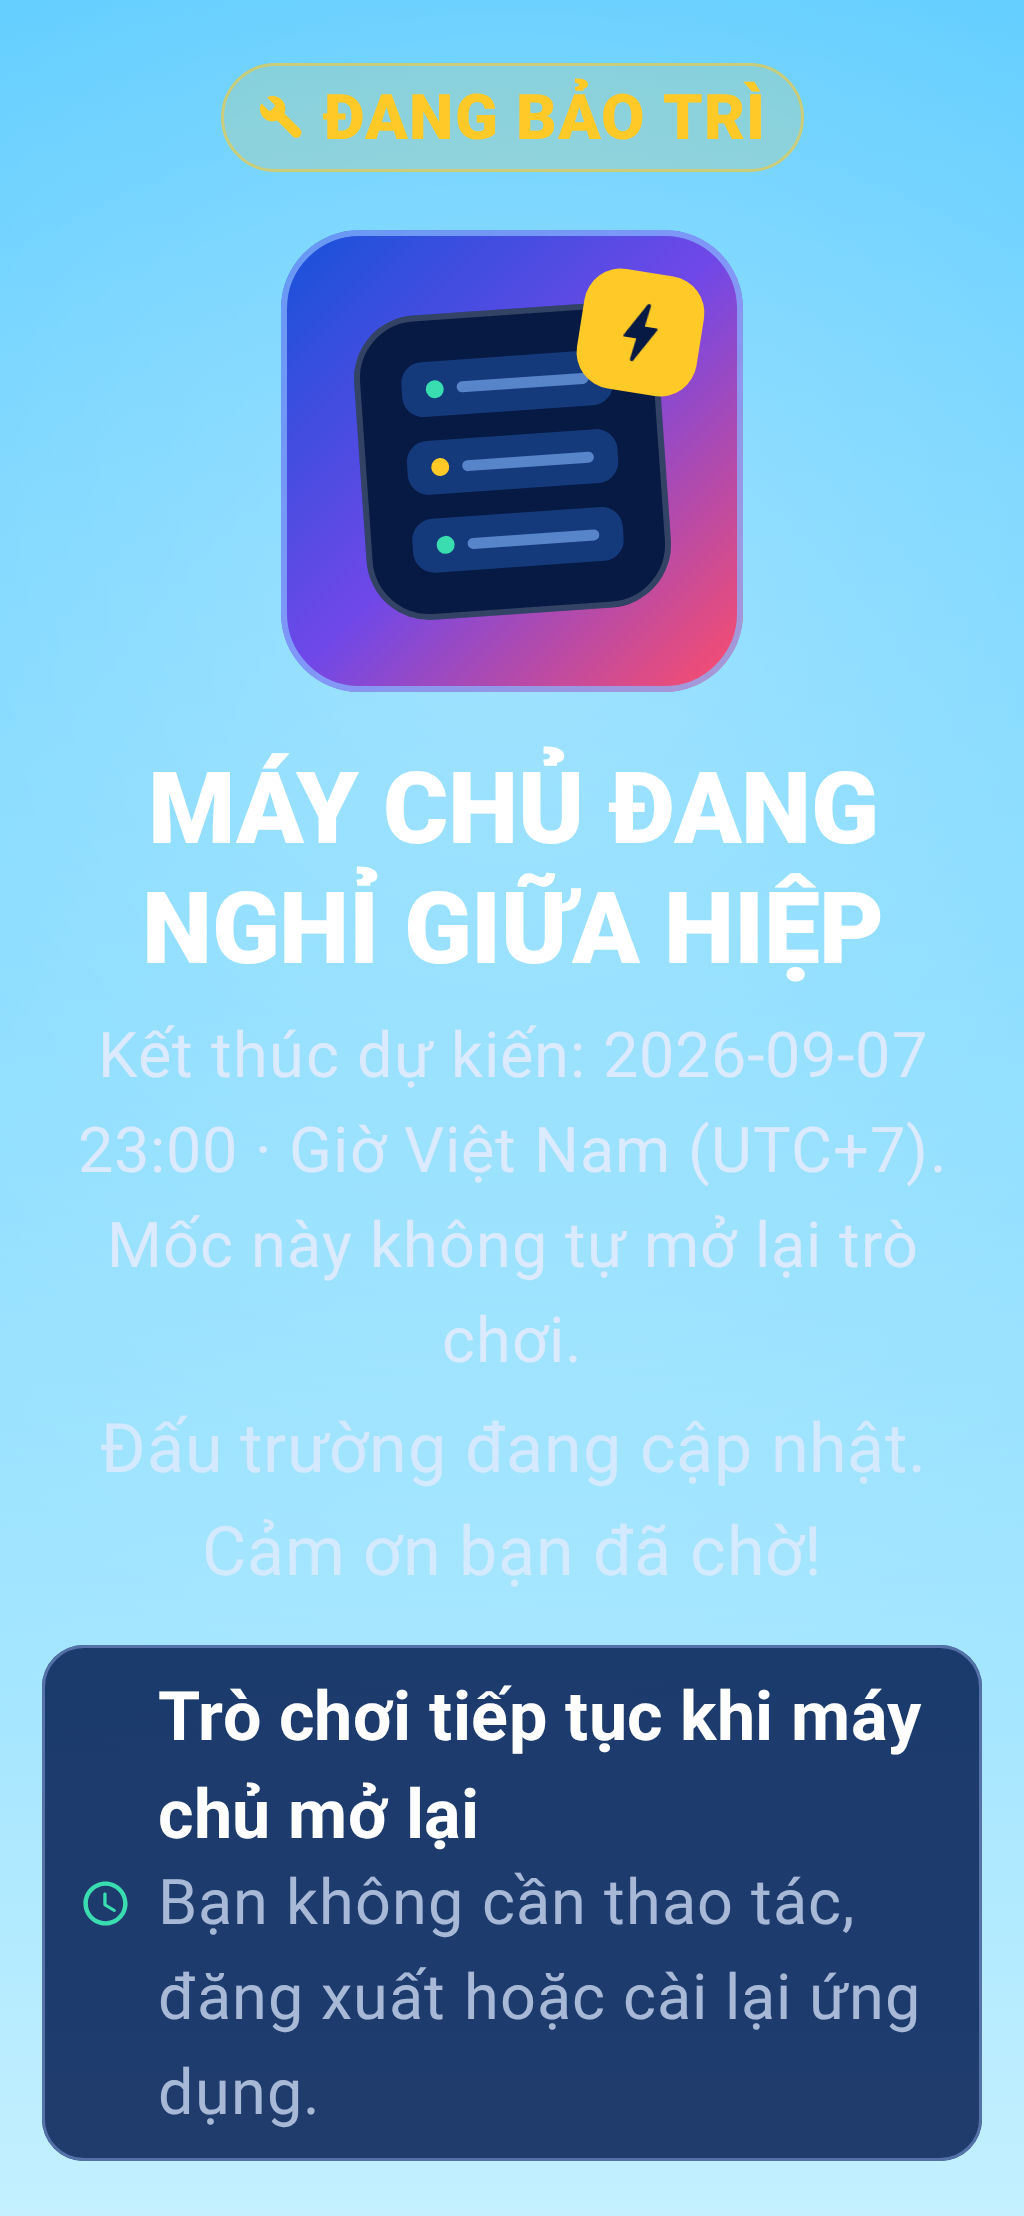 ĐANG BẢO TRÌ
MÁY CHỦ ĐANG
NGHỈ GIỮA HIỆP
Kết thúc dự kiến: 2026-09-07
23:00 · Giờ Việt Nam (UTC+7).
Mốc này không tự mở lại trò
chơi.
Đấu trường đang cập nhật.
Cảm ơn bạn đã chờ!
Trò chơi tiếp tục khi máy
chủ mở lại
Bạn không cần thao tác,
đăng xuất hoặc cài lại ứng
dụng.